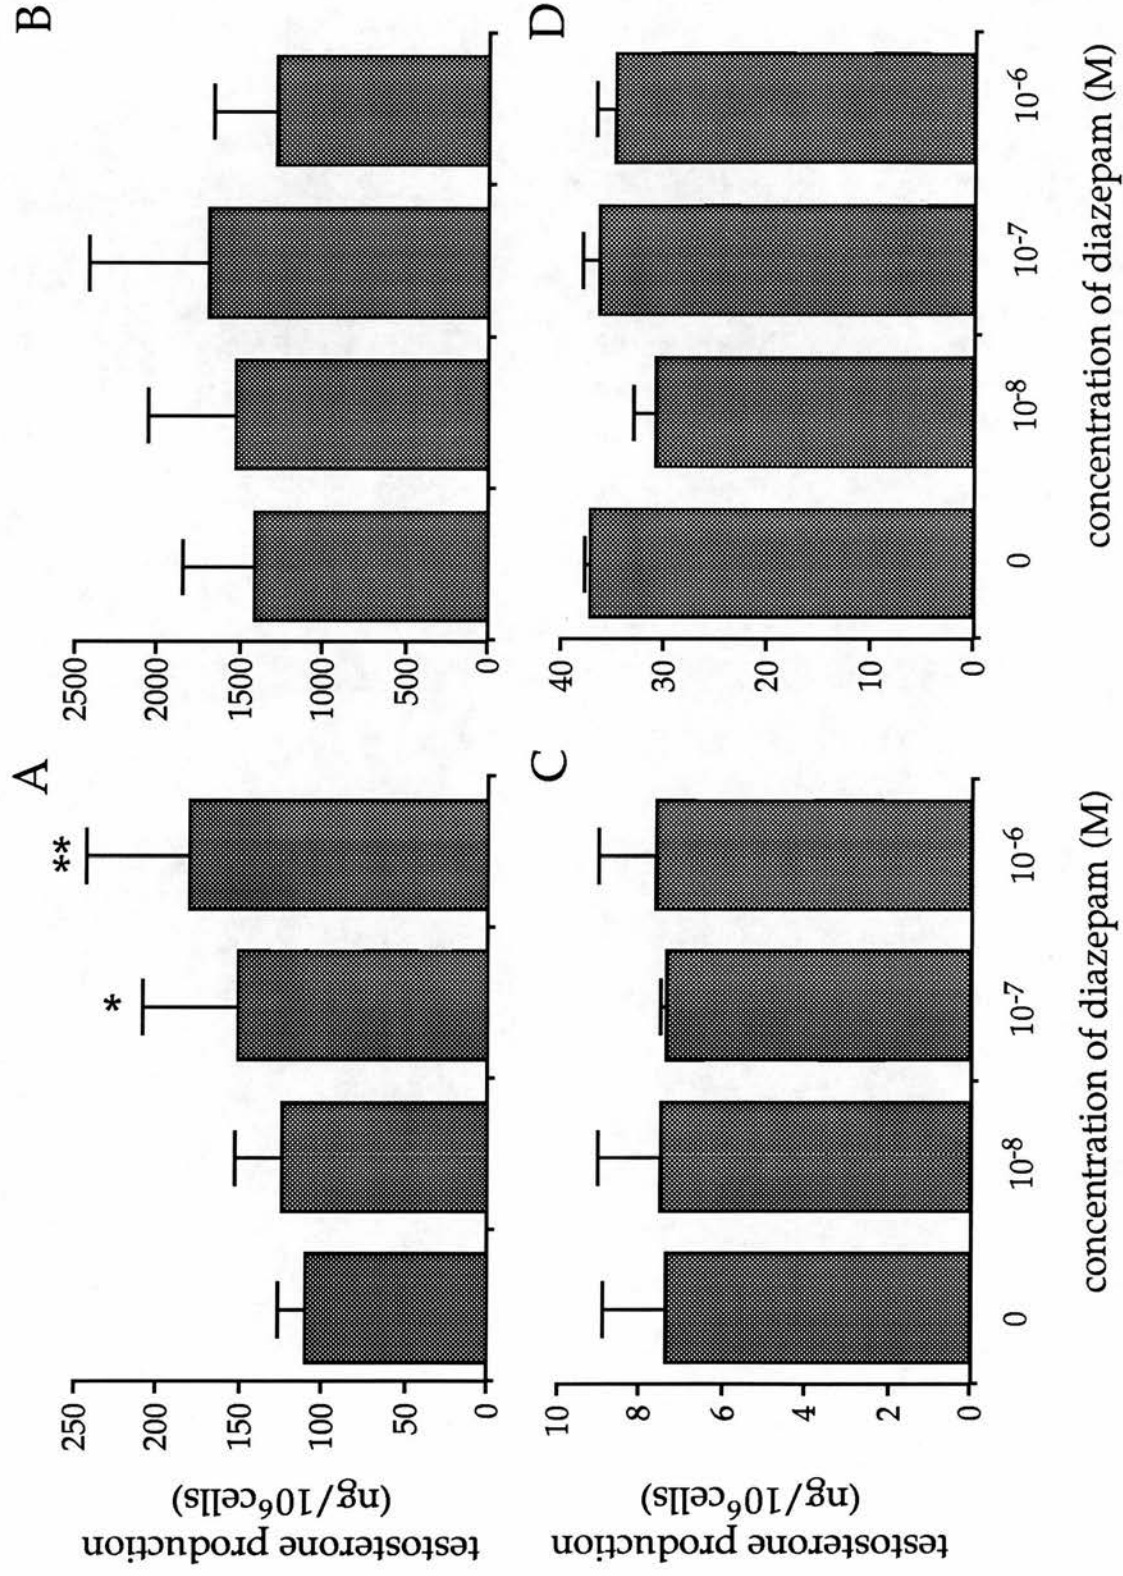 A
B
testosterone production
(ng/10⁶cells)
250
200
150
100
50
0
*
**
2500
2000
1500
1000
500
0
C
D
testosterone production
(ng/10⁶cells)
10
8
6
4
2
0
0 10⁻⁸ 10⁻⁷ 10⁻⁶
concentration of diazepam (M)
40
30
20
10
0
0 10⁻⁸ 10⁻⁷ 10⁻⁶
concentration of diazepam (M)